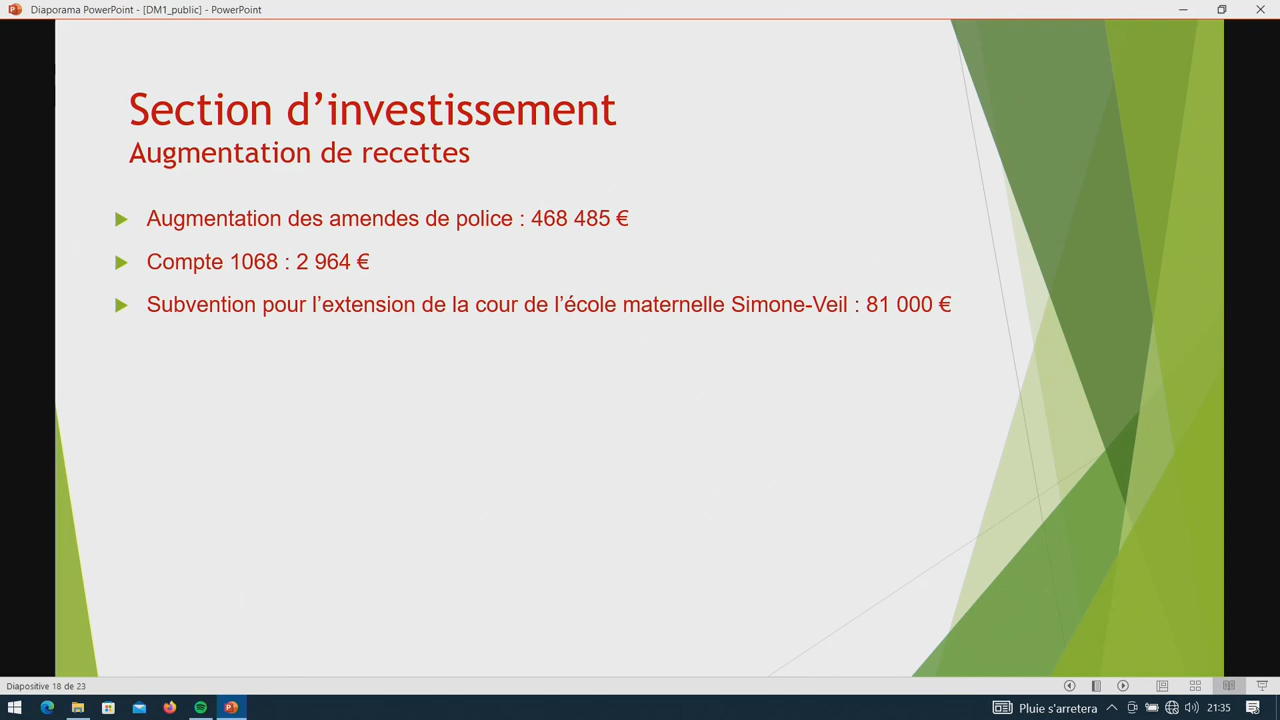 Diaporama PowerPoint - [DM1_public] - PowerPoint
Section d’investissement
Augmentation de recettes
Augmentation des amendes de police : 468 485 €
Compte 1068 : 2 964 €
Subvention pour l’extension de la cour de l’école maternelle Simone-Veil : 81 000 €
Diapositive 18 de 23
Pluie s'arretera
21:35